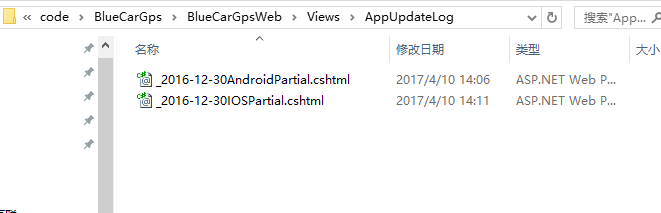 « code › BlueCarGps › BlueCarGpsWeb › Views › AppUpdateLog
搜索"App...
名称 修改日期 类型 大小
_2016-12-30AndroidPartial.cshtml 2017/4/10 14:06 ASP.NET Web P...
_2016-12-30IOSPartial.cshtml 2017/4/10 14:11 ASP.NET Web P...